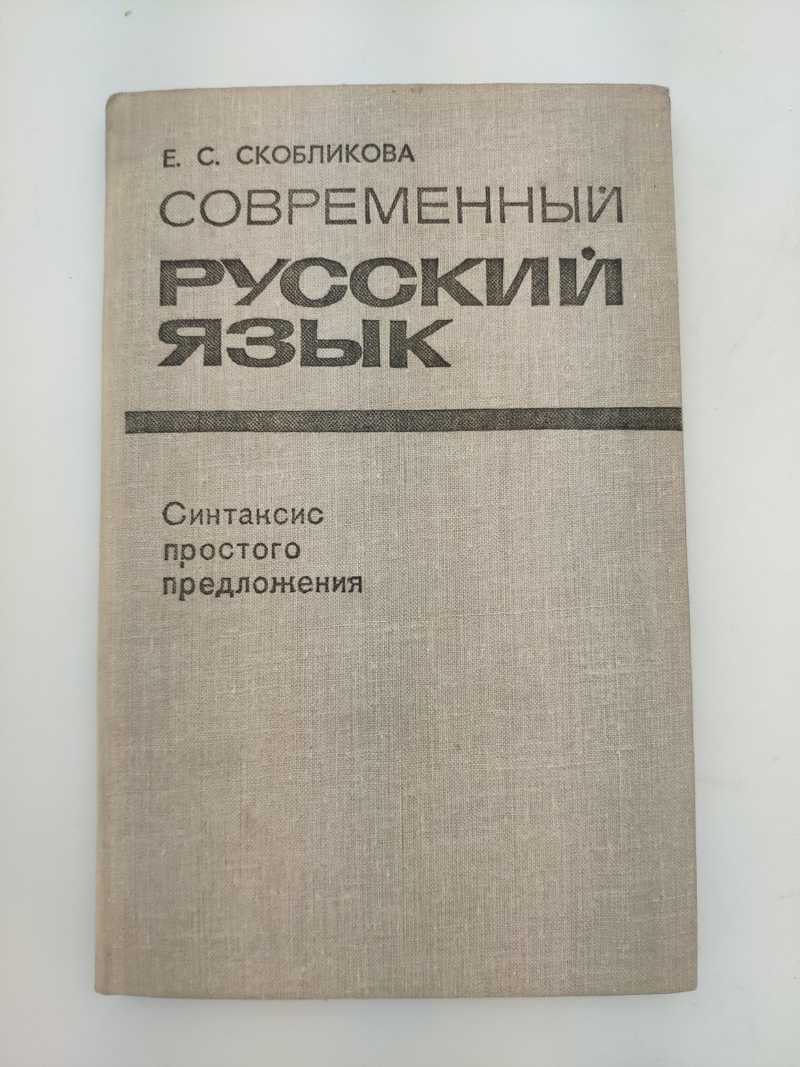 Е. С. СКОБЛИКОВА
СОВРЕМЕННЫЙ
РУССКИЙ
ЯЗЫК
Синтаксис
простого
предложения